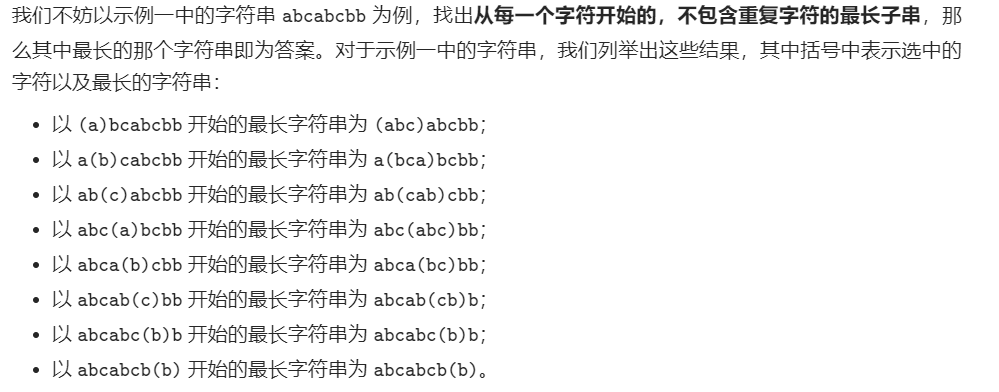 我们不妨以示例一中的字符串 abcabcbb 为例，找出从每一个字符开始的，不包含重复字符的最长子串，那
么其中最长的那个字符串即为答案。对于示例一中的字符串，我们列举出这些结果，其中括号中表示选中的
字符以及最长的字符串：
• 以 (a)bcabcbb 开始的最长字符串为 (abc)abcbb；
• 以 a(b)cabcbb 开始的最长字符串为 a(bca)bcbb；
• 以 ab(c)abcbb 开始的最长字符串为 ab(cab)cbb；
• 以 abc(a)bcbb 开始的最长字符串为 abc(abc)bb；
• 以 abca(b)cbb 开始的最长字符串为 abca(bc)bb；
• 以 abcab(c)bb 开始的最长字符串为 abcab(cb)b；
• 以 abcabc(b)b 开始的最长字符串为 abcabc(b)b；
• 以 abcabcb(b) 开始的最长字符串为 abcabcb(b)。